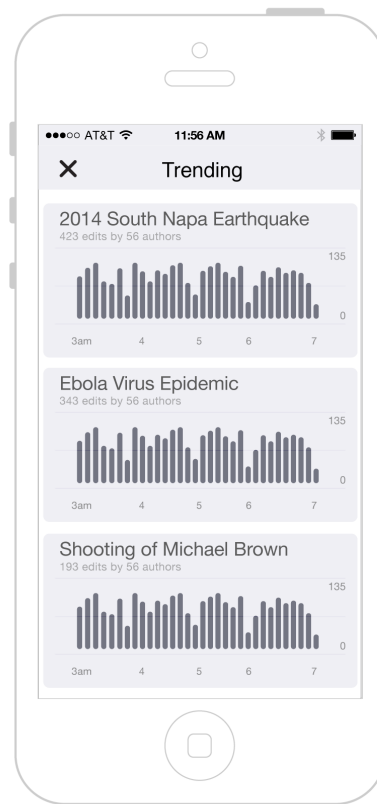 AT&T 11:56 AM
Trending
2014 South Napa Earthquake
423 edits by 56 authors
135
0
3am 4 5 6 7
Ebola Virus Epidemic
343 edits by 56 authors
135
0
3am 4 5 6 7
Shooting of Michael Brown
193 edits by 56 authors
135
0
3am 4 5 6 7